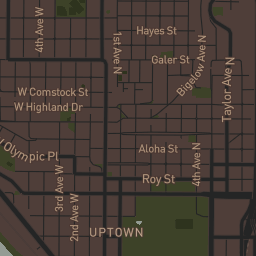 4th Ave W
1st Ave N
Hayes St
Galer St
Bigelow Ave N
Taylor Ave N
W Comstock St
W Highland Dr
Olympic Pl
Aloha St
4th Ave N
Roy St
3rd Ave W
2nd Ave W
UPTOWN